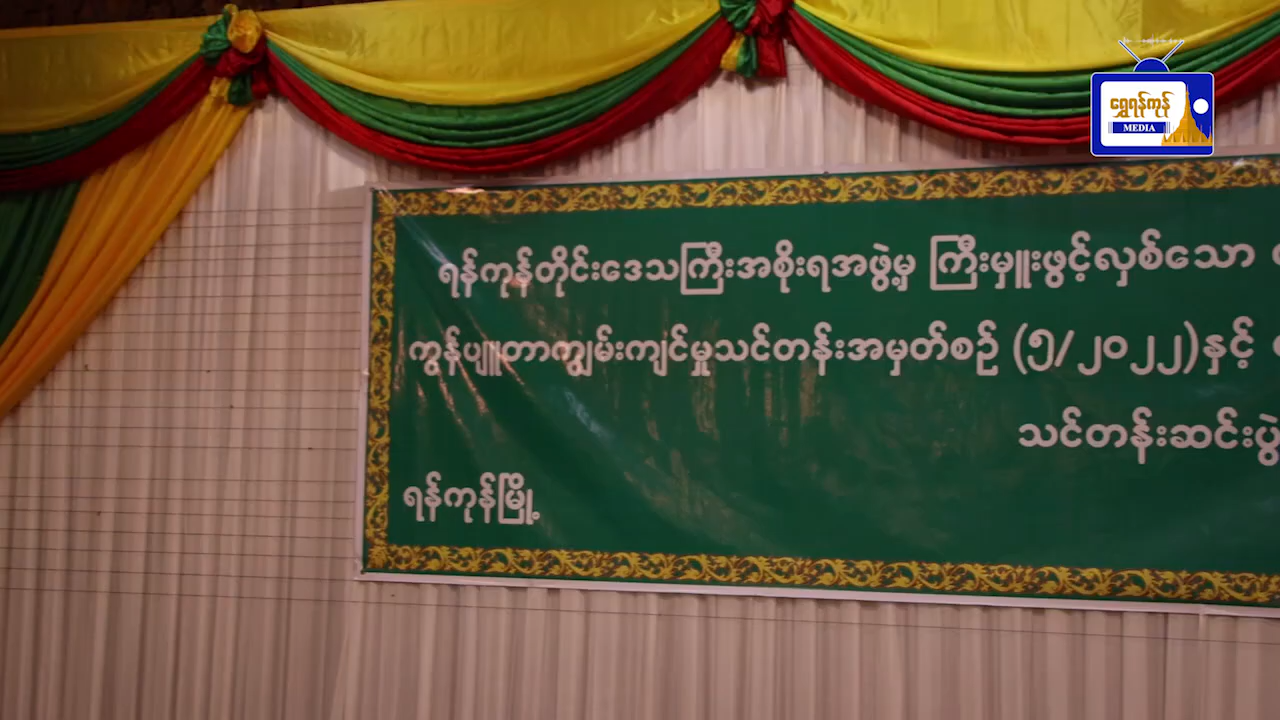 ရွှေရန်ကုန်
MEDIA
ရန်ကုန်တိုင်းဒေသကြီးအစိုးရအဖွဲ့မှ ကြီးမှူးဖွင့်လှစ်သော
ကွန်ပျူတာကျွမ်းကျင်မှုသင်တန်းအမှတ်စဉ် (၅/၂၀၂၂)နှင့်
သင်တန်းဆင်းပွဲ
ရန်ကုန်မြို့